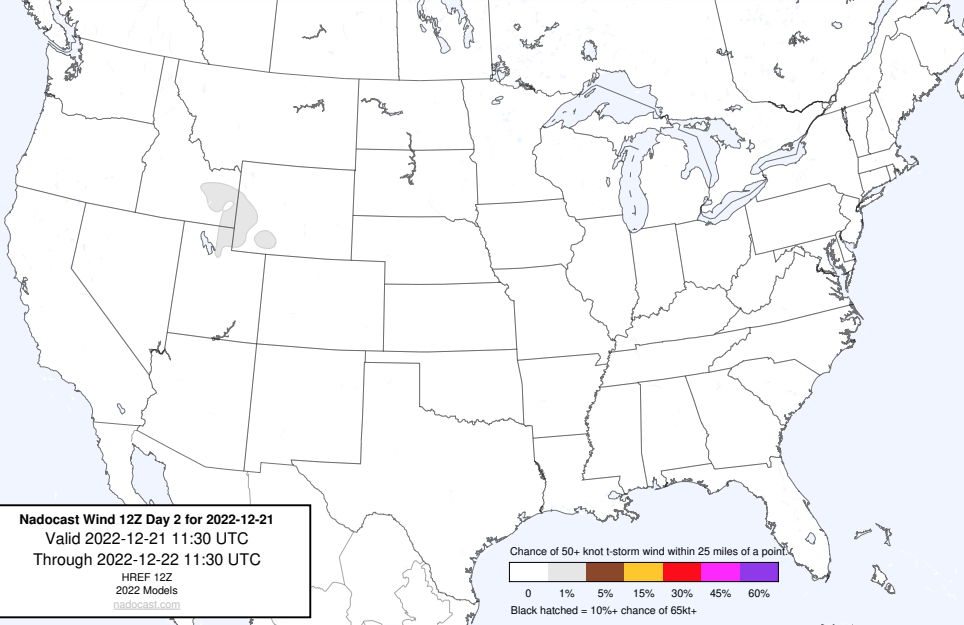 Nadocast Wind 12Z Day 2 for 2022-12-21
Valid 2022-12-21 11:30 UTC
Through 2022-12-22 11:30 UTC
HREF 12Z
2022 Models
nadocast.com
Chance of 50+ knot t-storm wind within 25 miles of a point.
0 1% 5% 15% 30% 45% 60%
Black hatched = 10%+ chance of 65kt+